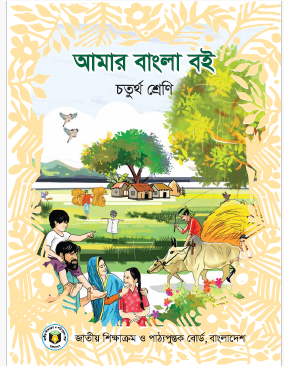 আমার বাংলা বই
চতুর্থ শ্রেণি
জাতীয় শিক্ষাক্রম ও পাঠ্যপুস্তক বোর্ড, বাংলাদেশ